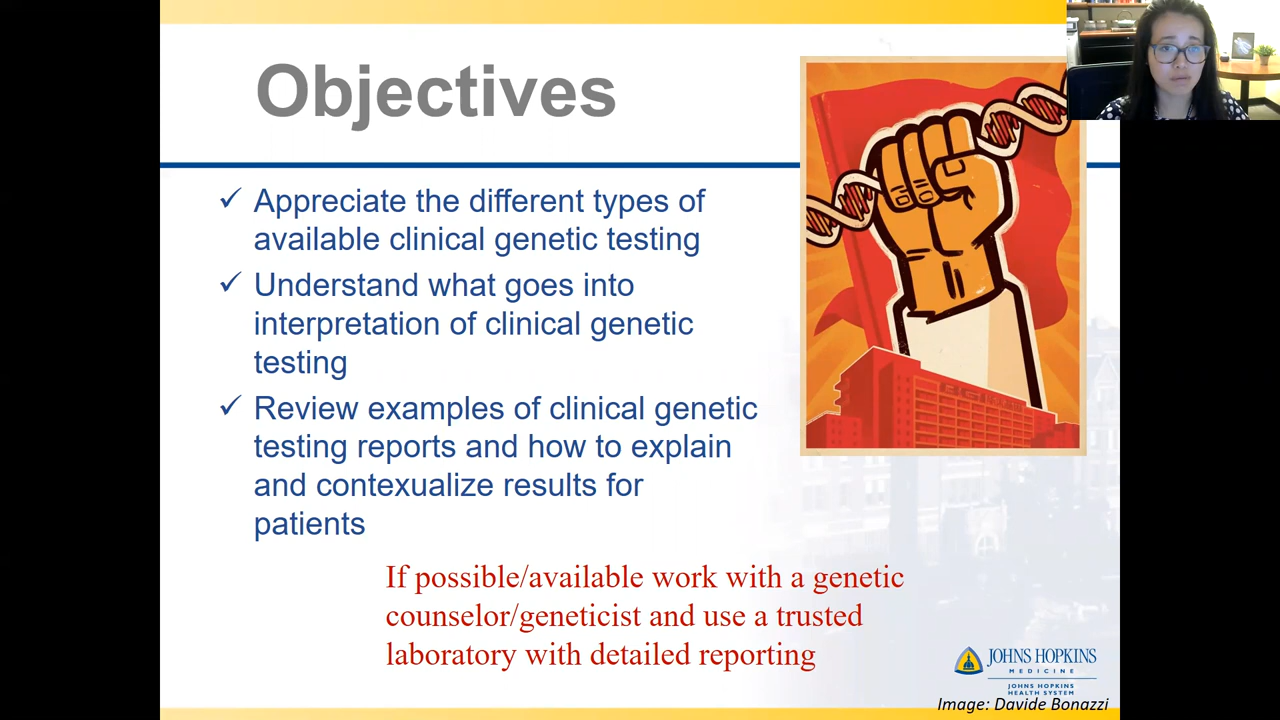 Objectives
✓ Appreciate the different types of
available clinical genetic testing
✓ Understand what goes into
interpretation of clinical genetic
testing
✓ Review examples of clinical genetic
testing reports and how to explain
and contexualize results for
patients
If possible/available work with a genetic
counselor/geneticist and use a trusted
laboratory with detailed reporting
JOHNS HOPKINS
MEDICINE
JOHNS HOPKINS
HEALTH SYSTEM
Image: Davide Bonazzi